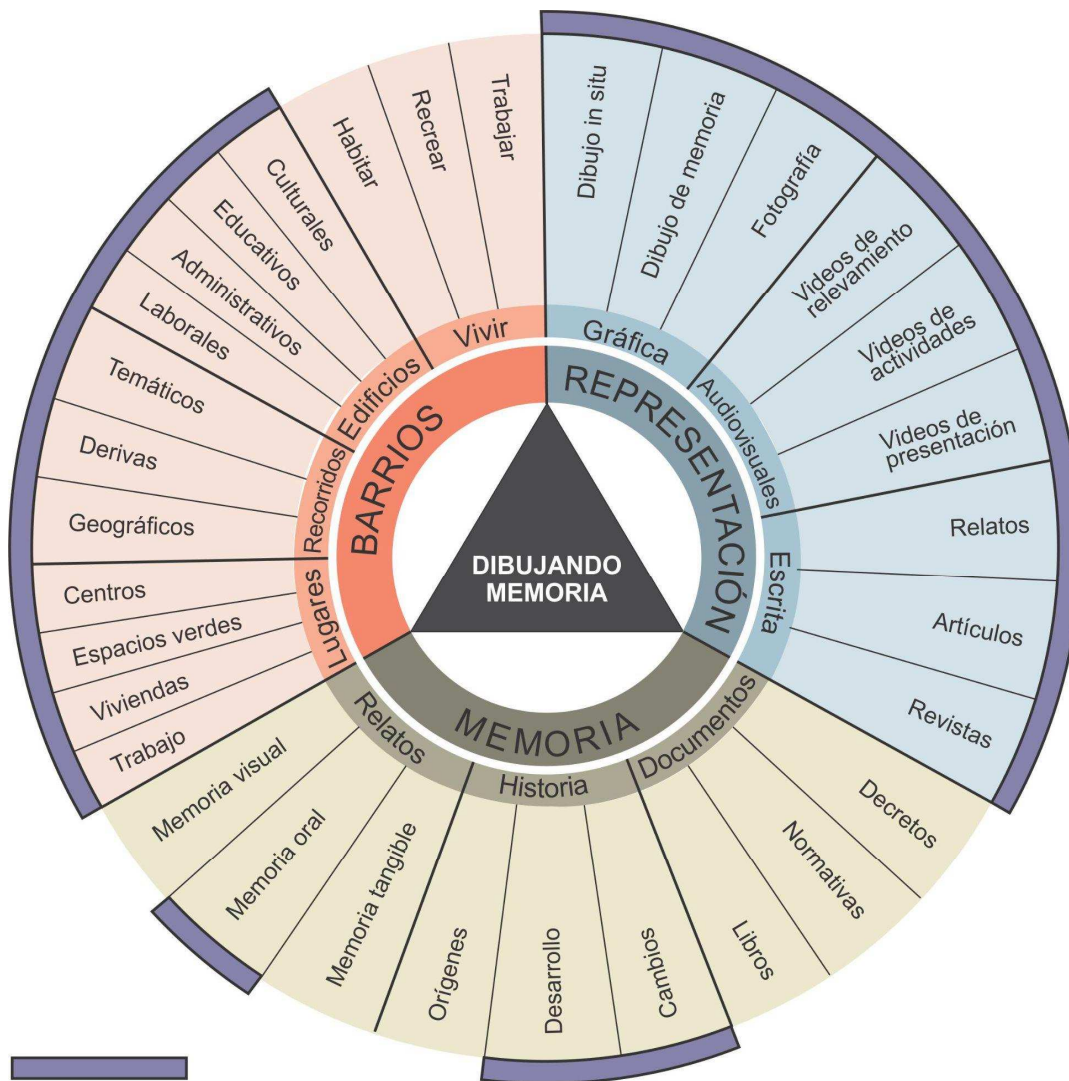 DIBUJANDO
MEMORIA
REPRESENTACIÓN
Gráfica
Dibujo in situ
Dibujo de memoria
Fotografía
Audiovisuales
Videos de
relevamiento
Videos de
actividades
Videos de
presentación
Escrita
Relatos
Artículos
Revistas
MEMORIA
Documentos
Decretos
Normativas
Libros
Historia
Cambios
Desarrollo
Orígenes
Relatos
Memoria tangible
Memoria oral
Memoria visual
BARRIOS
Lugares
Trabajo
Viviendas
Espacios verdes
Centros
Recorridos
Geográficos
Derivas
Temáticos
Edificios
Laborales
Administrativos
Educativos
Culturales
Vivir
Habitar
Recrear
Trabajar